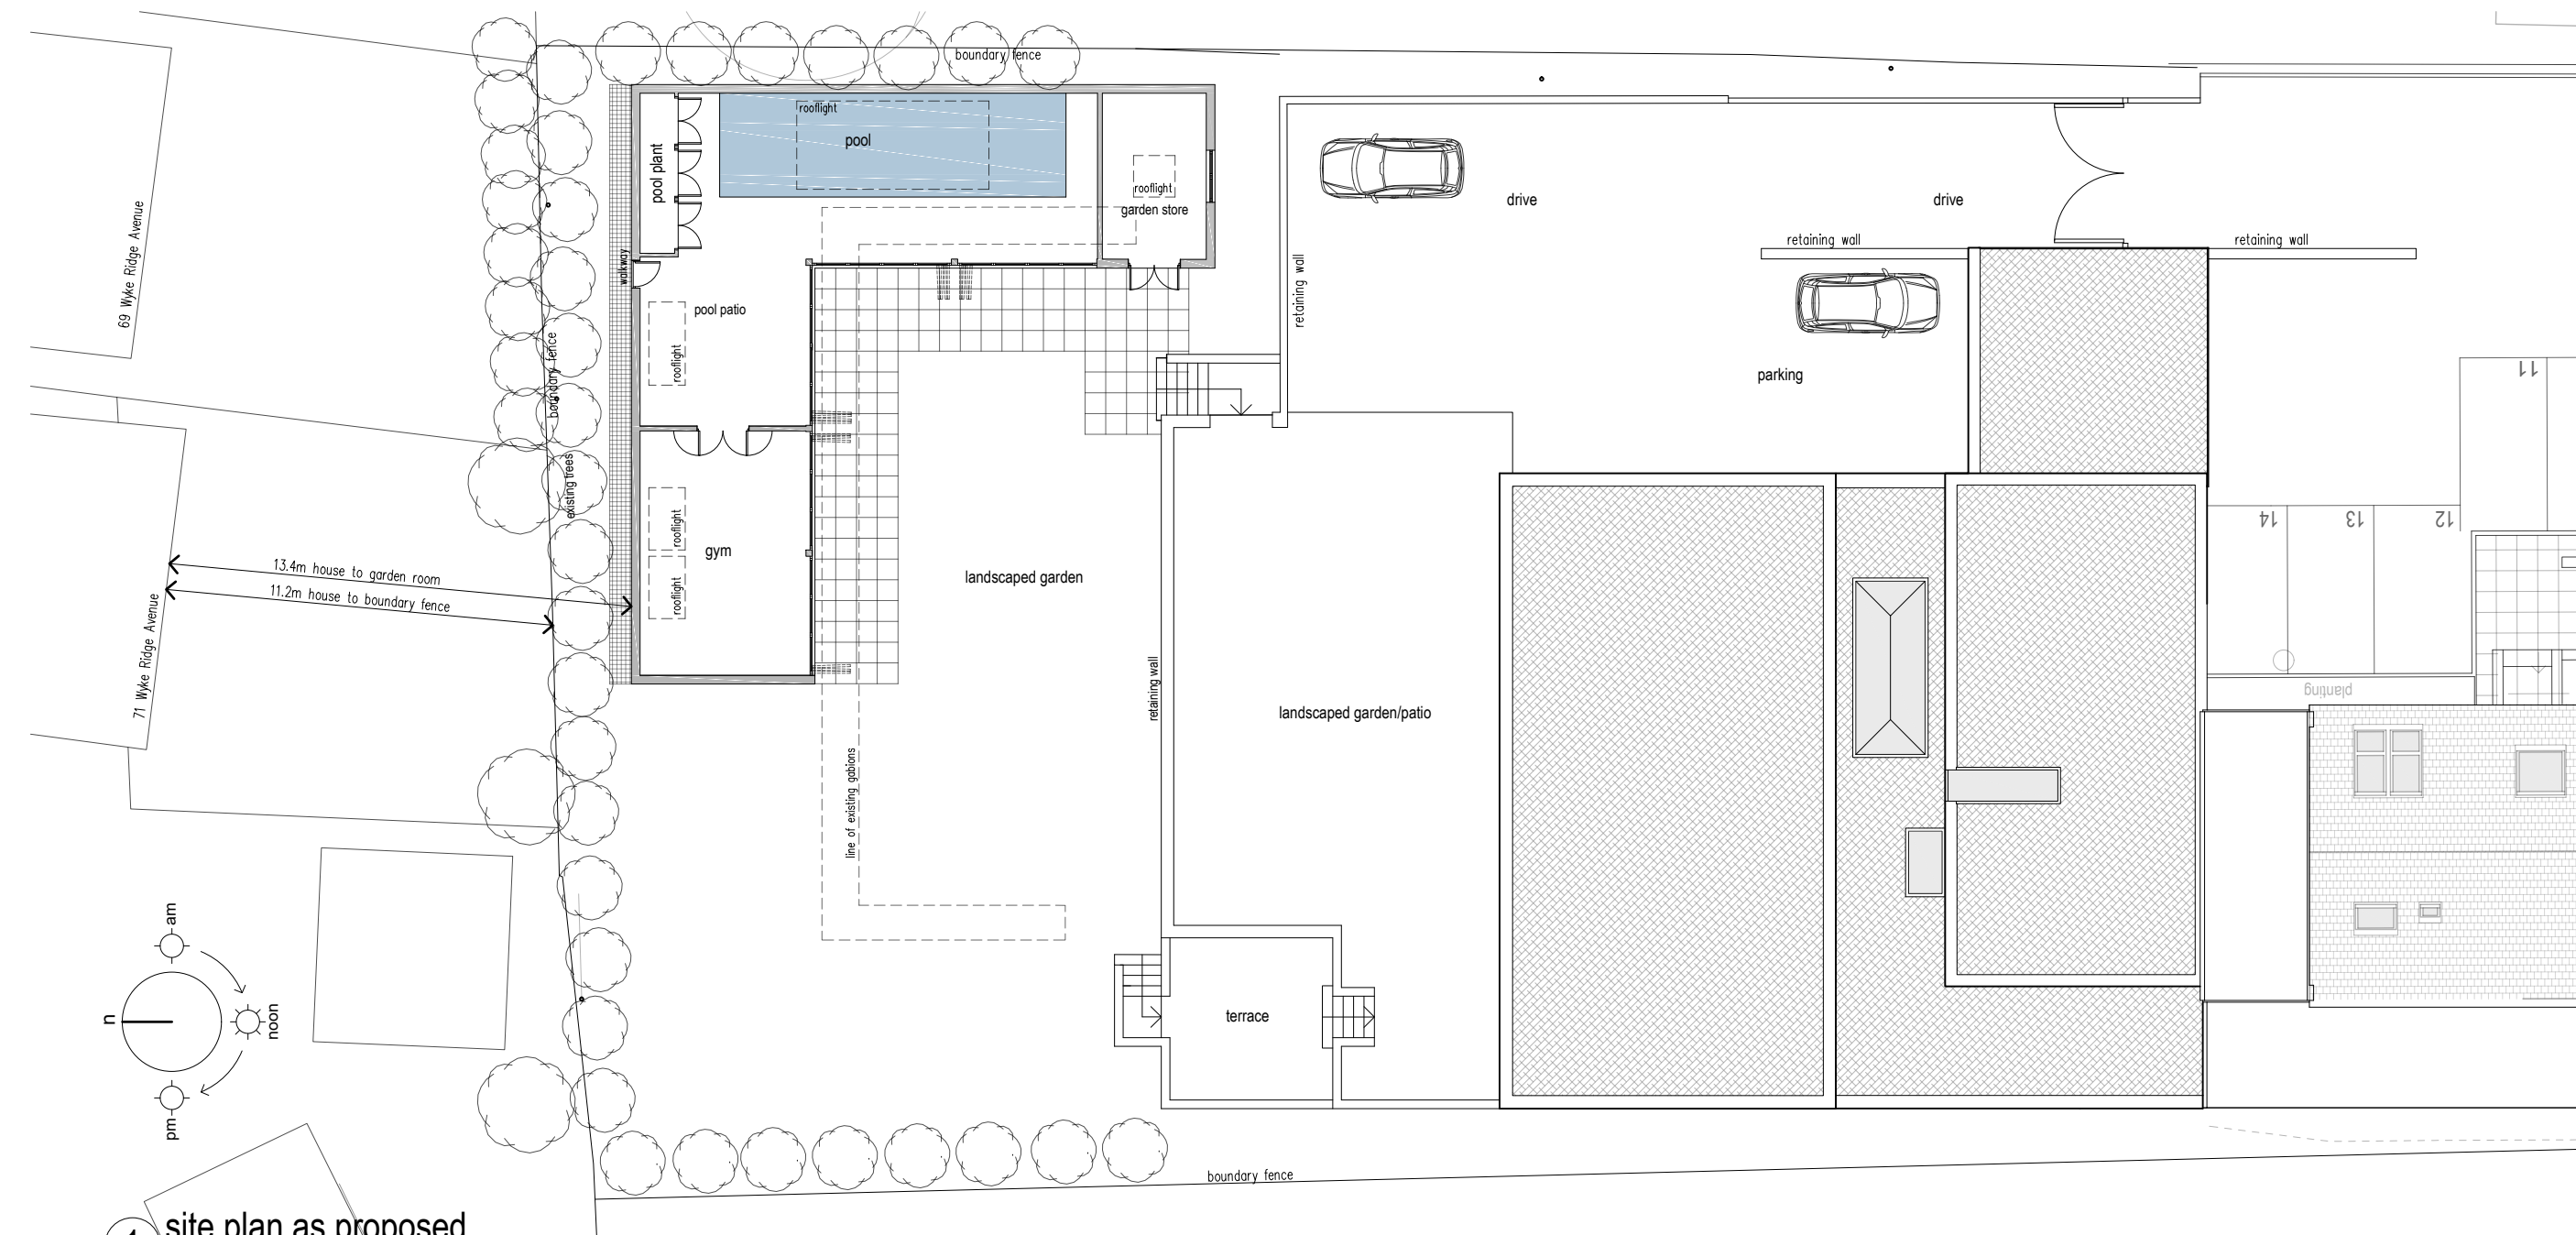 boundary fence
rooflight
pool
pool plant
rooflight
garden store
drive
drive
69 Wyke Ridge Avenue
walkway
retaining wall
retaining wall
retaining wall
pool patio
rooflight
boundary fence
parking
11
existing trees
rooflight
gym
rooflight
14
13
12
13.4m house to garden room
11.2m house to boundary fence
landscaped garden
71 Wyke Ridge Avenue
retaining wall
landscaped garden/patio
planting
line of existing gabions
am
n
noon
pm
terrace
boundary fence
1
site plan as proposed